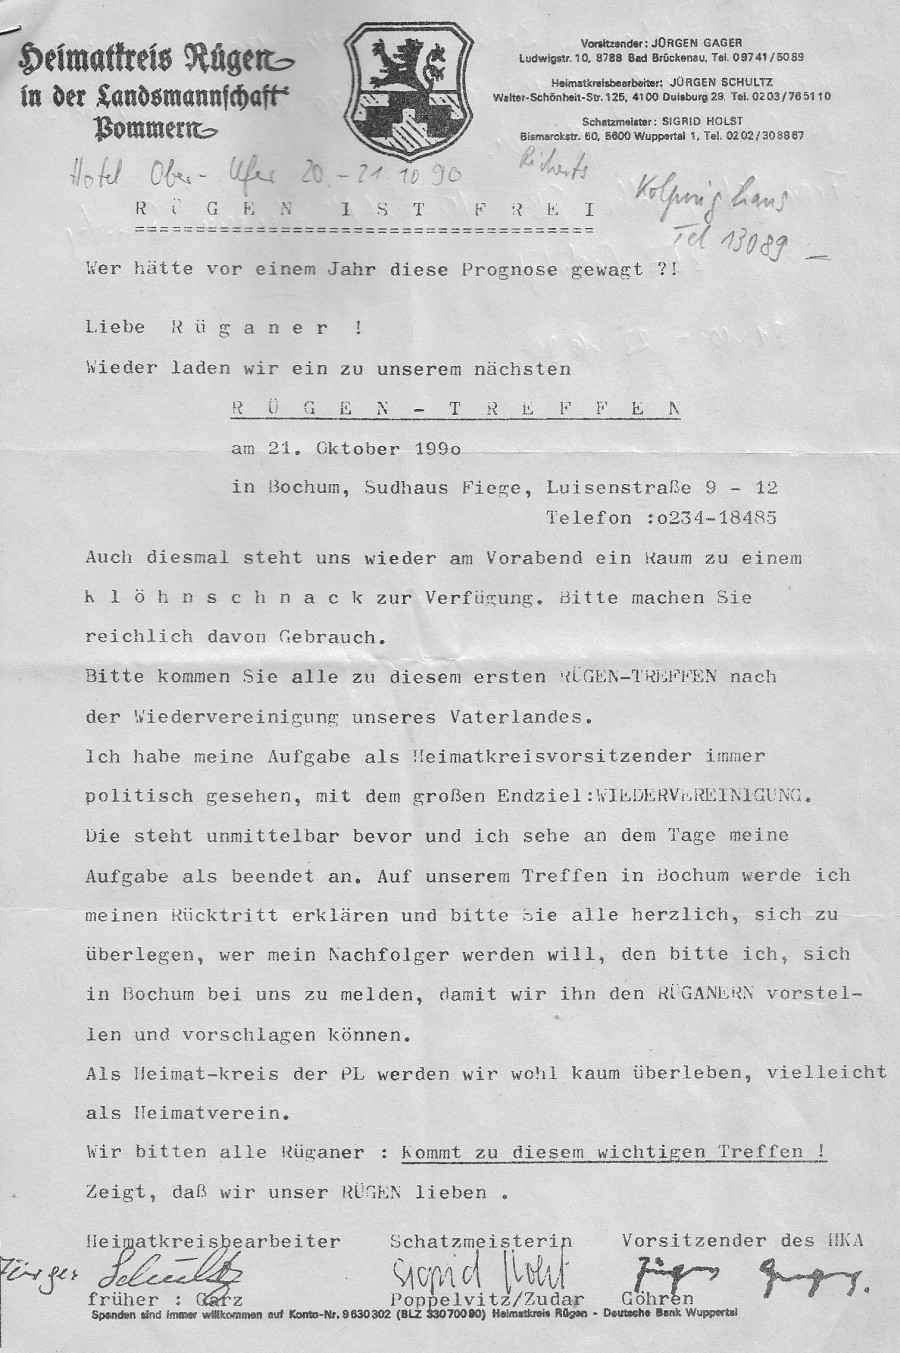 Heimatkreis Rügen
in der Landsmannschaft
Pommern
Vorsitzender: JÜRGEN GAGER
Ludwigstr. 10, 8788 Bad Brückenau, Tel. 09741/5089
Heimatkreisbearbeiter: JÜRGEN SCHULTZ
Walter-Schönheit-Str. 125, 4100 Duisburg 29, Tel. 0203/765110
Schatzmeister: SIGRID HOLST
Bismarckstr. 60, 5600 Wuppertal 1, Tel. 0202/308867
Hotel Ober-Ufer 20.-21.10 90
Richerts
Kolpinghaus
Tel 13089
R Ü G E N I S T F R E I
======================================
Wer hätte vor einem Jahr diese Prognose gewagt ?!
Liebe R ü g a n e r !
Wieder laden wir ein zu unserem nächsten
R Ü G E N - T R E F F E N
am 21. Oktober 199o
in Bochum, Sudhaus Fiege, Luisenstraße 9 - 12
Telefon :o234-18485
Auch diesmal steht uns wieder am Vorabend ein Raum zu einem
K l ö h n s c h n a c k zur Verfügung. Bitte machen Sie
reichlich davon Gebrauch.
Bitte kommen Sie alle zu diesem ersten RÜGEN-TREFFEN nach
der Wiedervereinigung unseres Vaterlandes.
Ich habe meine Aufgabe als Heimatkreisvorsitzender immer
politisch gesehen, mit dem großen Endziel:WIEDERVEREINIGUNG.
Die steht unmittelbar bevor und ich sehe an dem Tage meine
Aufgabe als beendet an. Auf unserem Treffen in Bochum werde ich
meinen Rücktritt erklären und bitte Sie alle herzlich, sich zu
überlegen, wer mein Nachfolger werden will, den bitte ich, sich
in Bochum bei uns zu melden, damit wir ihn den RÜGANERN vorstel-
len und vorschlagen können.
Als Heimat-kreis der PL werden wir wohl kaum überleben, vielleicht
als Heimatverein.
Wir bitten alle Rüganer : Kommt zu diesem wichtigen Treffen !
Zeigt, daß wir unser RÜGEN lieben .
Heimatkreisbearbeiter Schatzmeisterin Vorsitzender des HKA
Jürgen Schultz Sigrid Holst Jürgen Gager.
früher : Garz Poppelvitz/Zudar Göhren
Spenden sind immer willkommen auf Konto-Nr. 9630302 (BLZ 33070090) Heimatkreis Rügen - Deutsche Bank Wuppertal